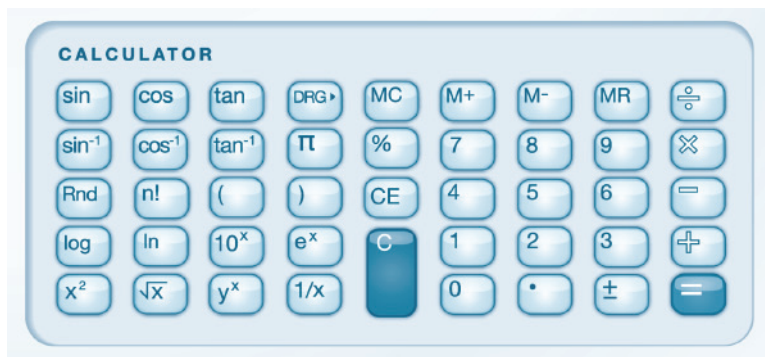 CALCULATOR
sin cos tan DRG▸ MC M+ M- MR ÷
sin⁻¹ cos⁻¹ tan⁻¹ π % 7 8 9 ×
Rnd n! ( ) CE 4 5 6 −
log ln 10ˣ eˣ C 1 2 3 +
x² √x yˣ 1/x 0 • ± =